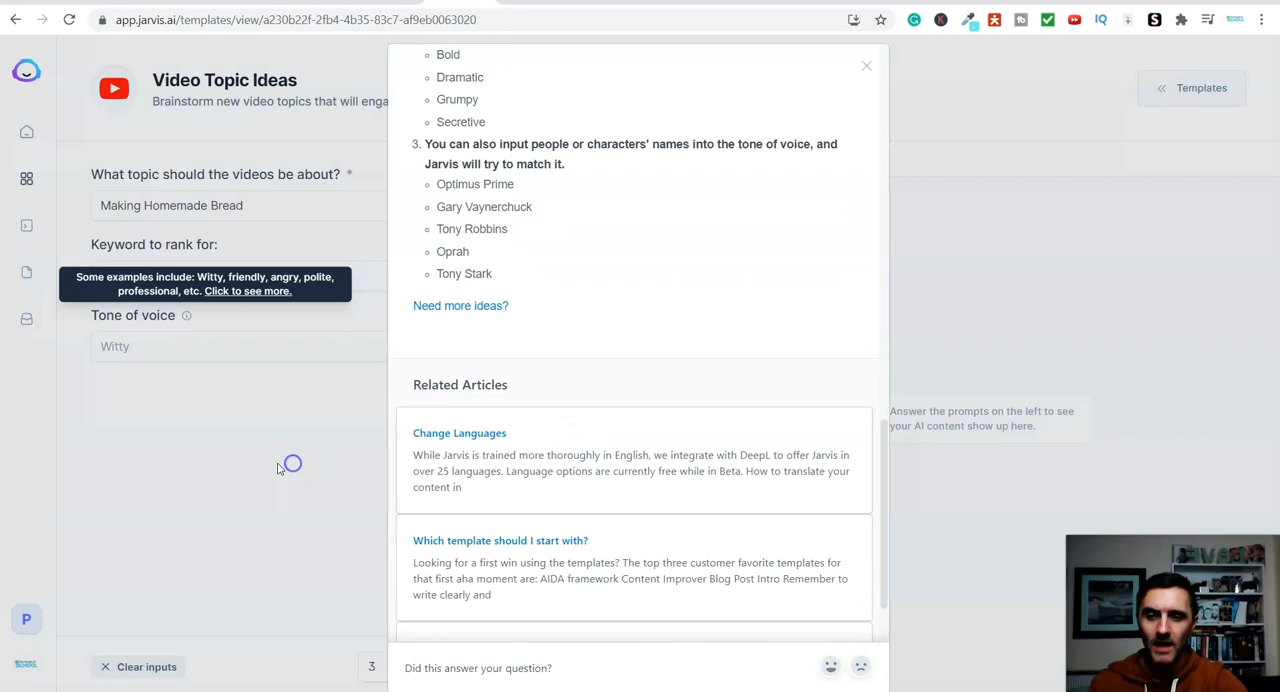 app.jarvis.ai/templates/view/a230b22f-2fb4-4b35-83c7-af9eb0063020
Video Topic Ideas
Brainstorm new video topics that will enga
Templates
What topic should the videos be about? *
Making Homemade Bread
Keyword to rank for:
Some examples include: Witty, friendly, angry, polite,
professional, etc. Click to see more.
Tone of voice
Witty
Clear inputs
3
P
Bold
Dramatic
Grumpy
Secretive
3. You can also input people or characters' names into the tone of voice, and
Jarvis will try to match it.
Optimus Prime
Gary Vaynerchuck
Tony Robbins
Oprah
Tony Stark
Need more ideas?
Related Articles
Change Languages
While Jarvis is trained more thoroughly in English, we integrate with DeepL to offer Jarvis in
over 25 languages. Language options are currently free while in Beta. How to translate your
content in
Which template should I start with?
Looking for a first win using the templates? The top three customer favorite templates for
that first aha moment are: AIDA framework Content Improver Blog Post Intro Remember to
write clearly and
Did this answer your question?
Answer the prompts on the left to see
your AI content show up here.